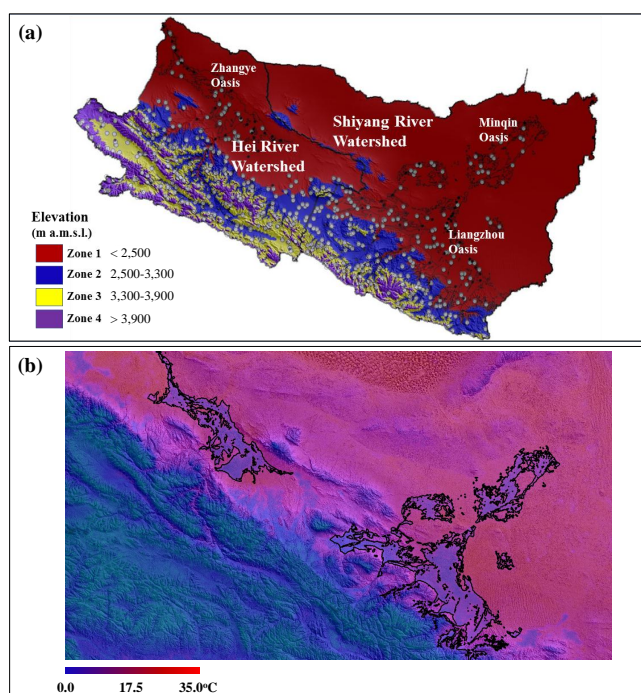 (a)
Zhangye
Oasis
Shiyang River
Watershed
Minqin
Oasis
Hei River
Watershed
Liangzhou
Oasis
Elevation
(m a.m.s.l.)
Zone 1 < 2,500
Zone 2 2,500-3,300
Zone 3 3,300-3,900
Zone 4 > 3,900
(b)
0.0 17.5 35.0°C